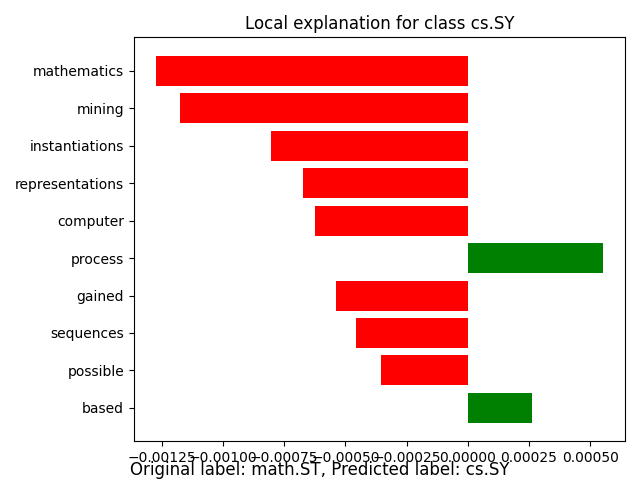 Local explanation for class cs.SY
mathematics
mining
instantiations
representations
computer
process
gained
sequences
possible
based
−0.00125 −0.00100 −0.00075 −0.00050 −0.00025 0.00000 0.00025 0.00050
Original label: math.ST, Predicted label: cs.SY